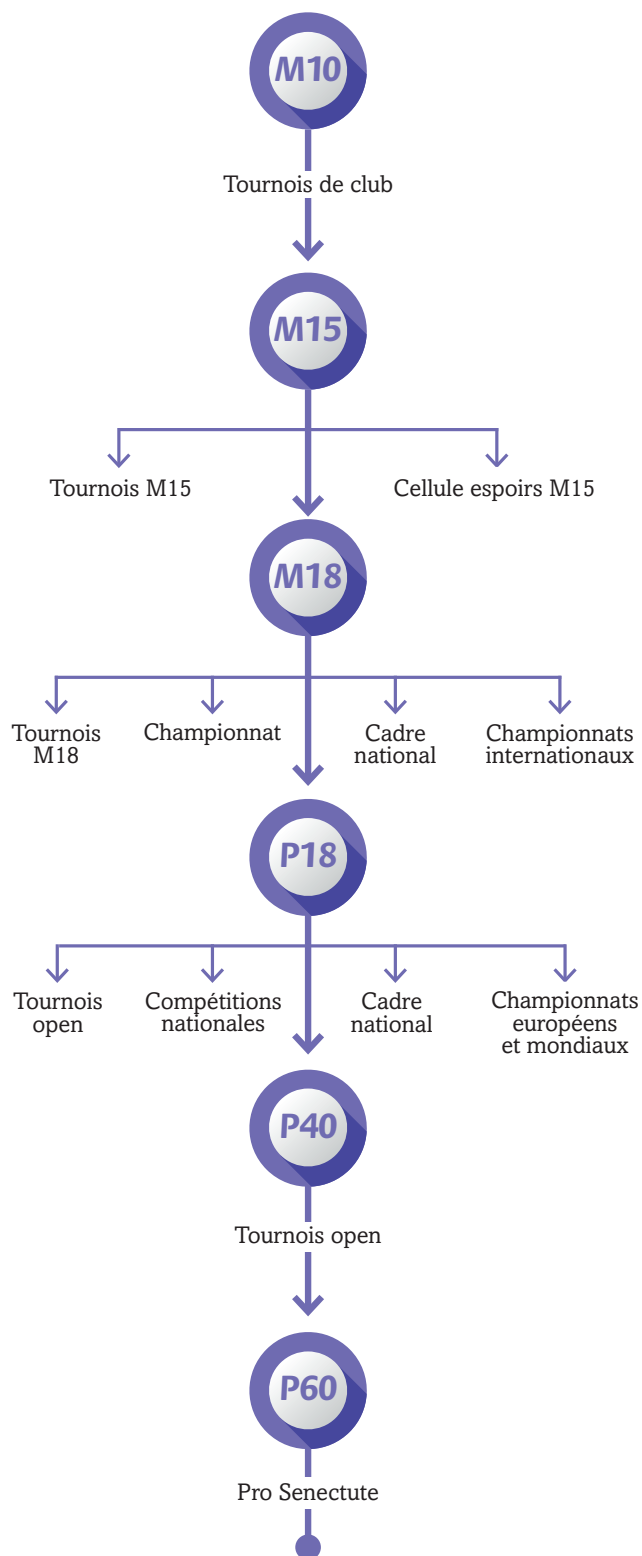 M10
Tournois de club
M15
Tournois M15
Cellule espoirs M15
M18
Tournois
M18
Championnat
Cadre
national
Championnats
internationaux
P18
Tournois
open
Compétitions
nationales
Cadre
national
Championnats
européens
et mondiaux
P40
Tournois open
P60
Pro Senectute